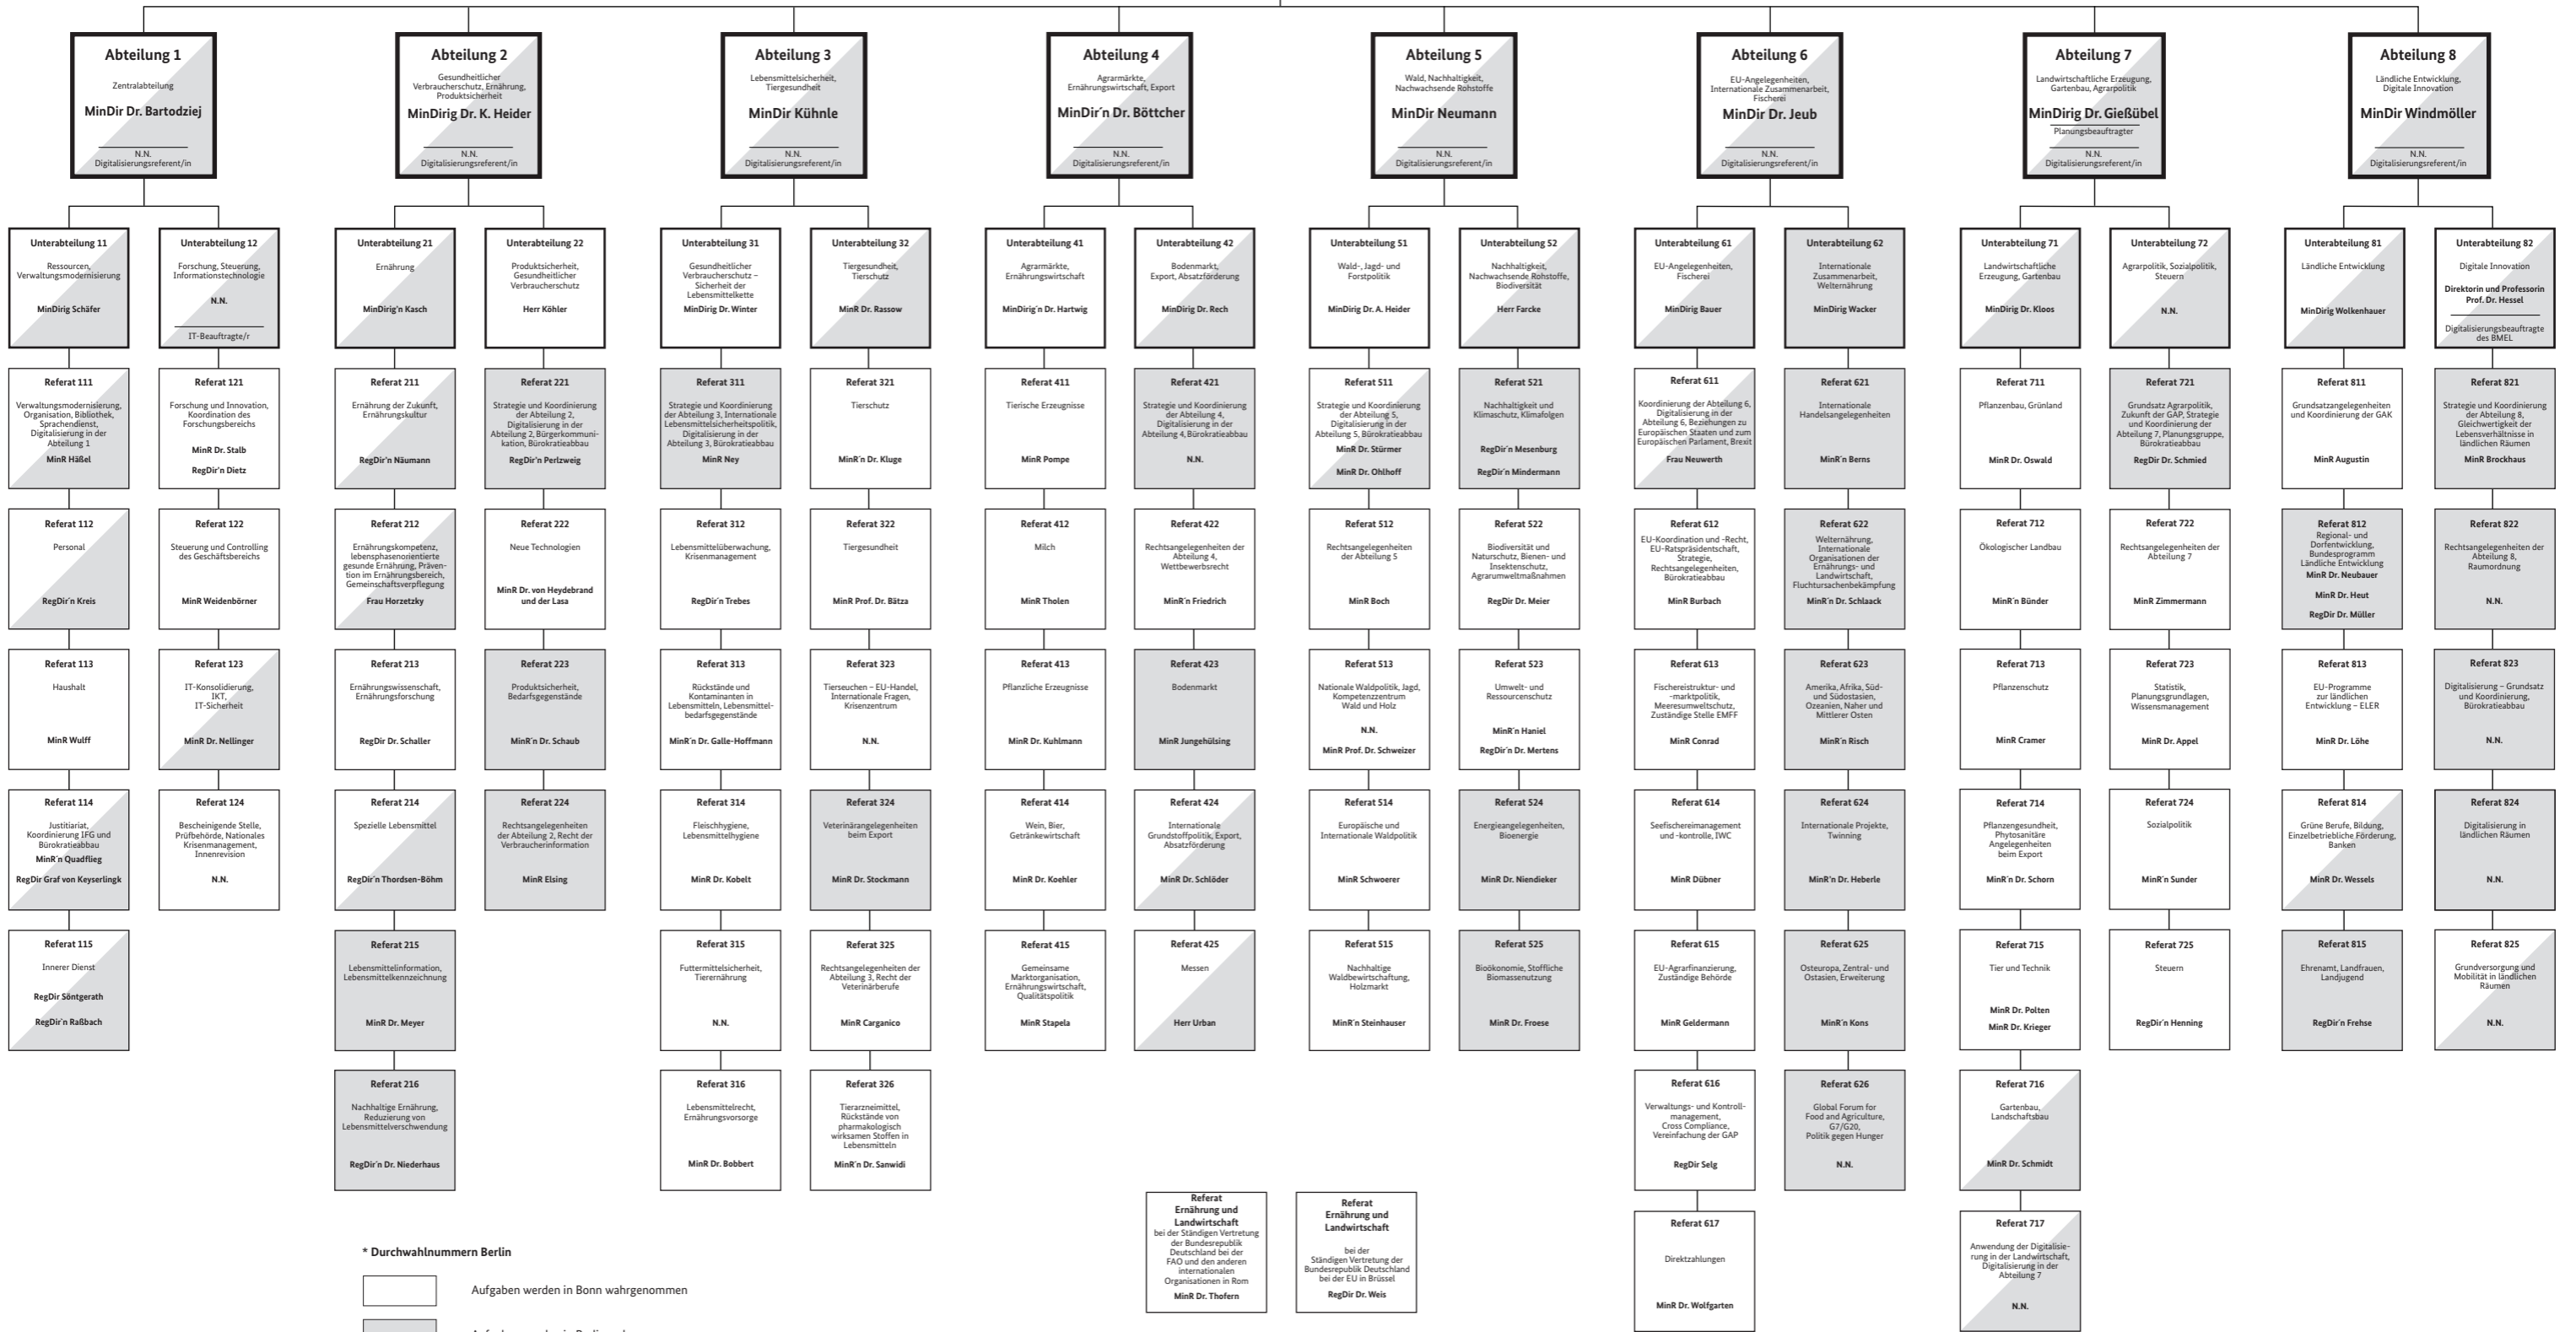 Abteilung 1
Zentralabteilung
MinDir Dr. Bartodziej
N.N.
Digitalisierungsreferent/in
Abteilung 2
Gesundheitlicher
Verbraucherschutz, Ernährung,
Produktsicherheit
MinDirig Dr. K. Heider
N.N.
Digitalisierungsreferent/in
Abteilung 3
Lebensmittelsicherheit,
Tiergesundheit
MinDir Kühnle
N.N.
Digitalisierungsreferent/in
Abteilung 4
Agrarmärkte,
Ernährungswirtschaft, Export
MinDir´n Dr. Böttcher
N.N.
Digitalisierungsreferent/in
Abteilung 5
Wald, Nachhaltigkeit,
Nachwachsende Rohstoffe
MinDir Neumann
N.N.
Digitalisierungsreferent/in
Abteilung 6
EU-Angelegenheiten,
Internationale Zusammenarbeit,
Fischerei
MinDir Dr. Jeub
N.N.
Digitalisierungsreferent/in
Abteilung 7
Landwirtschaftliche Erzeugung,
Gartenbau, Agrarpolitik
MinDirig Dr. Gießübel
Planungsbeauftragter
N.N.
Digitalisierungsreferent/in
Abteilung 8
Ländliche Entwicklung,
Digitale Innovation
MinDir Windmöller
N.N.
Digitalisierungsreferent/in
Unterabteilung 11
Ressourcen,
Verwaltungsmodernisierung
MinDirig Schäfer
Unterabteilung 12
Forschung, Steuerung,
Informationstechnologie
N.N.
IT-Beauftragte/r
Unterabteilung 21
Ernährung
MinDirig'n Kasch
Unterabteilung 22
Produktsicherheit,
Gesundheitlicher
Verbraucherschutz
Herr Köhler
Unterabteilung 31
Gesundheitlicher
Verbraucherschutz –
Sicherheit der
Lebensmittelkette
MinDirig Dr. Winter
Unterabteilung 32
Tiergesundheit,
Tierschutz
MinR Dr. Rassow
Unterabteilung 41
Agrarmärkte,
Ernährungswirtschaft
MinDirig´n Dr. Hartwig
Unterabteilung 42
Bodenmarkt,
Export, Absatzförderung
MinDirig Dr. Rech
Unterabteilung 51
Wald-, Jagd- und
Forstpolitik
MinDirig Dr. A. Heider
Unterabteilung 52
Nachhaltigkeit,
Nachwachsende Rohstoffe,
Biodiversität
Herr Farcke
Unterabteilung 61
EU-Angelegenheiten,
Fischerei
MinDirig Bauer
Unterabteilung 62
Internationale
Zusammenarbeit,
Welternährung
MinDirig Wacker
Unterabteilung 71
Landwirtschaftliche
Erzeugung, Gartenbau
MinDirig Dr. Kloos
Unterabteilung 72
Agrarpolitik, Sozialpolitik,
Steuern
N.N.
Unterabteilung 81
Ländliche Entwicklung
MinDirig Wolkenhauer
Unterabteilung 82
Digitale Innovation
Direktorin und Professorin
Prof. Dr. Hessel
Digitalisierungsbeauftragte
des BMEL
Referat 111
Verwaltungsmodernisierung,
Organisation, Bibliothek,
Sprachendienst,
Digitalisierung in der
Abteilung 1
MinR Häßel
Referat 121
Forschung und Innovation,
Koordination des
Forschungsbereichs
MinR Dr. Stalb
RegDir'n Dietz
Referat 211
Ernährung der Zukunft,
Ernährungskultur
RegDir'n Näumann
Referat 221
Strategie und Koordinierung
der Abteilung 2,
Digitalisierung in der
Abteilung 2, Bürgerkommuni-
kation, Bürokratieabbau
RegDir'n Perlzweig
Referat 311
Strategie und Koordinierung
der Abteilung 3, Internationale
Lebensmittelsicherheitspolitik,
Digitalisierung in der
Abteilung 3, Bürokratieabbau
MinR Ney
Referat 321
Tierschutz
MinR´n Dr. Kluge
Referat 411
Tierische Erzeugnisse
MinR Pompe
Referat 421
Strategie und Koordinierung
der Abteilung 4,
Digitalisierung in der
Abteilung 4, Bürokratieabbau
N.N.
Referat 511
Strategie und Koordinierung
der Abteilung 5,
Digitalisierung in der
Abteilung 5, Bürokratieabbau
MinR Dr. Stürmer
MinR Dr. Ohlhoff
Referat 521
Nachhaltigkeit und
Klimaschutz, Klimafolgen
RegDir´n Mesenburg
RegDir´n Mindermann
Referat 611
Koordinierung der Abteilung 6,
Digitalisierung in der
Abteilung 6, Beziehungen zu
Europäischen Staaten und zum
Europäischen Parlament, Brexit
Frau Neuwerth
Referat 621
Internationale
Handelsangelegenheiten
MinR´n Berns
Referat 711
Pflanzenbau, Grünland
MinR Dr. Oswald
Referat 721
Grundsatz Agrarpolitik,
Zukunft der GAP, Strategie
und Koordinierung der
Abteilung 7, Planungsgruppe,
Bürokratieabbau
RegDir Dr. Schmied
Referat 811
Grundsatzangelegenheiten
und Koordinierung der GAK
MinR Augustin
Referat 821
Strategie und Koordinierung
der Abteilung 8,
Gleichwertigkeit der
Lebensverhältnisse in
ländlichen Räumen
MinR Brockhaus
Referat 112
Personal
RegDir´n Kreis
Referat 122
Steuerung und Controlling
des Geschäftsbereichs
MinR Weidenbörner
Referat 212
Ernährungskompetenz,
lebensphasenorientierte
gesunde Ernährung, Präven-
tion im Ernährungsbereich,
Gemeinschaftsverpflegung
Frau Horzetzky
Referat 222
Neue Technologien
MinR Dr. von Heydebrand
und der Lasa
Referat 312
Lebensmittelüberwachung,
Krisenmanagement
RegDir´n Trebes
Referat 322
Tiergesundheit
MinR Prof. Dr. Bätza
Referat 412
Milch
MinR Tholen
Referat 422
Rechtsangelegenheiten der
Abteilung 4,
Wettbewerbsrecht
MinR´n Friedrich
Referat 512
Rechtsangelegenheiten
der Abteilung 5
MinR Boch
Referat 522
Biodiversität und
Naturschutz, Bienen- und
Insektenschutz,
Agrarumweltmaßnahmen
RegDir Dr. Meier
Referat 612
EU-Koordination und -Recht,
EU-Ratspräsidentschaft,
Strategie,
Rechtsangelegenheiten,
Bürokratieabbau
MinR Burbach
Referat 622
Welternährung,
Internationale
Organisationen der
Ernährungs- und
Landwirtschaft,
Fluchtursachenbekämpfung
MinR´n Dr. Schlaack
Referat 712
Ökologischer Landbau
MinR´n Bünder
Referat 722
Rechtsangelegenheiten der
Abteilung 7
MinR Zimmermann
Referat 812
Regional- und
Dorfentwicklung,
Bundesprogramm
Ländliche Entwicklung
MinR Dr. Neubauer
MinR Dr. Heut
RegDir Dr. Müller
Referat 822
Rechtsangelegenheiten der
Abteilung 8,
Raumordnung
N.N.
Referat 113
Haushalt
MinR Wulff
Referat 123
IT-Konsolidierung,
IKT,
IT-Sicherheit
MinR Dr. Nellinger
Referat 213
Ernährungswissenschaft,
Ernährungsforschung
RegDir Dr. Schaller
Referat 223
Produktsicherheit,
Bedarfsgegenstände
MinR´n Dr. Schaub
Referat 313
Rückstände und
Kontaminanten in
Lebensmitteln, Lebensmittel-
bedarfsgegenstände
MinR´n Dr. Galle-Hoffmann
Referat 323
Tierseuchen – EU-Handel,
Internationale Fragen,
Krisenzentrum
N.N.
Referat 413
Pflanzliche Erzeugnisse
MinR Dr. Kuhlmann
Referat 423
Bodenmarkt
MinR Jungehülsing
Referat 513
Nationale Waldpolitik, Jagd,
Kompetenzzentrum
Wald und Holz
N.N.
MinR Prof. Dr. Schweizer
Referat 523
Umwelt- und
Ressourcenschutz
MinR´n Haniel
RegDir´n Dr. Mertens
Referat 613
Fischereistruktur- und
-marktpolitik,
Meeresumweltschutz,
Zuständige Stelle EMFF
MinR Conrad
Referat 623
Amerika, Afrika, Süd-
und Südostasien,
Ozeanien, Naher und
Mittlerer Osten
MinR´n Risch
Referat 713
Pflanzenschutz
MinR Cramer
Referat 723
Statistik,
Planungsgrundlagen,
Wissensmanagement
MinR Dr. Appel
Referat 813
EU-Programme
zur ländlichen
Entwicklung – ELER
MinR Dr. Löhe
Referat 823
Digitalisierung – Grundsatz
und Koordinierung,
Bürokratieabbau
N.N.
Referat 114
Justitiariat,
Koordinierung IFG und
Bürokratieabbau
MinR´n Quadflieg
RegDir Graf von Keyserlingk
Referat 124
Bescheinigende Stelle,
Prüfbehörde, Nationales
Krisenmanagement,
Innenrevision
N.N.
Referat 214
Spezielle Lebensmittel
RegDir´n Thordsen-Böhm
Referat 224
Rechtsangelegenheiten
der Abteilung 2, Recht der
Verbraucherinformation
MinR Elsing
Referat 314
Fleischhygiene,
Lebensmittelhygiene
MinR Dr. Kobelt
Referat 324
Veterinärangelegenheiten
beim Export
MinR Dr. Stockmann
Referat 414
Wein, Bier,
Getränkewirtschaft
MinR Dr. Koehler
Referat 424
Internationale
Grundstoffpolitik, Export,
Absatzförderung
MinR Dr. Schlöder
Referat 514
Europäische und
Internationale Waldpolitik
MinR Schwoerer
Referat 524
Energieangelegenheiten,
Bioenergie
MinR Dr. Niendieker
Referat 614
Seefischereimanagement
und -kontrolle, IWC
MinR Dübner
Referat 624
Internationale Projekte,
Twinning
MinR'n Dr. Heberle
Referat 714
Pflanzengesundheit,
Phytosanitäre
Angelegenheiten
beim Export
MinR´n Dr. Schorn
Referat 724
Sozialpolitik
MinR´n Sunder
Referat 814
Grüne Berufe, Bildung,
Einzelbetriebliche Förderung,
Banken
MinR Dr. Wessels
Referat 824
Digitalisierung in
ländlichen Räumen
N.N.
Referat 115
Innerer Dienst
RegDir Söntgerath
RegDir´n Raßbach
Referat 215
Lebensmittelinformation,
Lebensmittelkennzeichnung
MinR Dr. Meyer
Referat 315
Futtermittelsicherheit,
Tierernährung
N.N.
Referat 325
Rechtsangelegenheiten der
Abteilung 3, Recht der
Veterinärberufe
MinR Carganico
Referat 415
Gemeinsame
Marktorganisation,
Ernährungswirtschaft,
Qualitätspolitik
MinR Stapela
Referat 425
Messen
Herr Urban
Referat 515
Nachhaltige
Waldbewirtschaftung,
Holzmarkt
MinR´n Steinhauser
Referat 525
Bioökonomie, Stoffliche
Biomassenutzung
MinR Dr. Froese
Referat 615
EU-Agrarfinanzierung,
Zuständige Behörde
MinR Geldermann
Referat 625
Osteuropa, Zentral- und
Ostasien, Erweiterung
MinR´n Kons
Referat 715
Tier und Technik
MinR Dr. Polten
MinR Dr. Krieger
Referat 725
Steuern
RegDir´n Henning
Referat 815
Ehrenamt, Landfrauen,
Landjugend
RegDir´n Frehse
Referat 825
Grundversorgung und
Mobilität in ländlichen
Räumen
N.N.
Referat 216
Nachhaltige Ernährung,
Reduzierung von
Lebensmittelverschwendung
RegDir´n Dr. Niederhaus
Referat 316
Lebensmittelrecht,
Ernährungsvorsorge
MinR Dr. Bobbert
Referat 326
Tierarzneimittel,
Rückstände von
pharmakologisch
wirksamen Stoffen in
Lebensmitteln
MinR´n Dr. Sanwidi
Referat 616
Verwaltungs- und Kontroll-
management,
Cross Compliance,
Vereinfachung der GAP
RegDir Selg
Referat 626
Global Forum for
Food and Agriculture,
G7/G20,
Politik gegen Hunger
N.N.
Referat 716
Gartenbau,
Landschaftsbau
MinR Dr. Schmidt
Referat
Ernährung und
Landwirtschaft
bei der Ständigen Vertretung
der Bundesrepublik
Deutschland bei der
FAO und den anderen
internationalen
Organisationen in Rom
MinR Dr. Thofern
Referat
Ernährung und
Landwirtschaft
bei der
Ständigen Vertretung der
Bundesrepublik Deutschland
bei der EU in Brüssel
RegDir Dr. Weis
Referat 617
Direktzahlungen
MinR Dr. Wolfgarten
Referat 717
Anwendung der Digitalisie-
rung in der Landwirtschaft,
Digitalisierung in der
Abteilung 7
N.N.
* Durchwahlnummern Berlin
Aufgaben werden in Bonn wahrgenommen